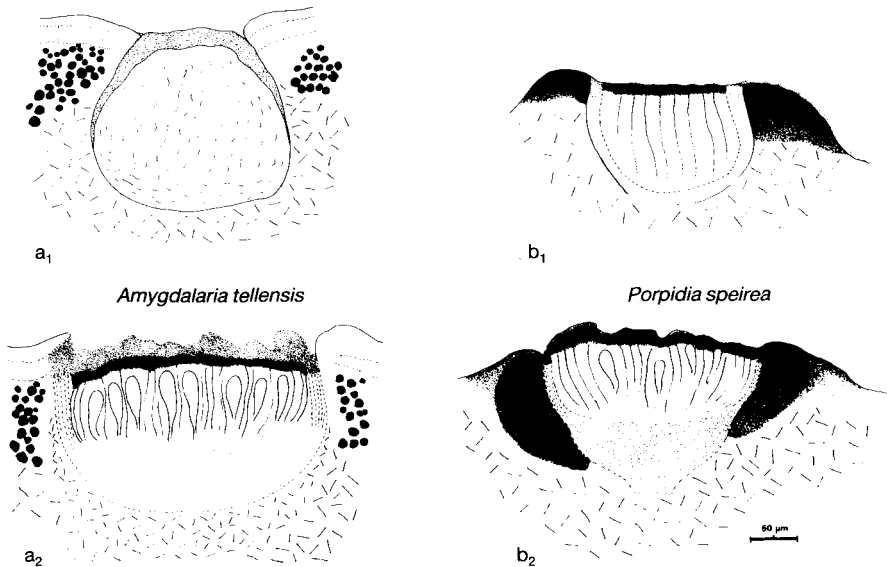 a₁
b₁
Amygdalaria tellensis
Porpidia speirea
a₂
b₂
50 µm